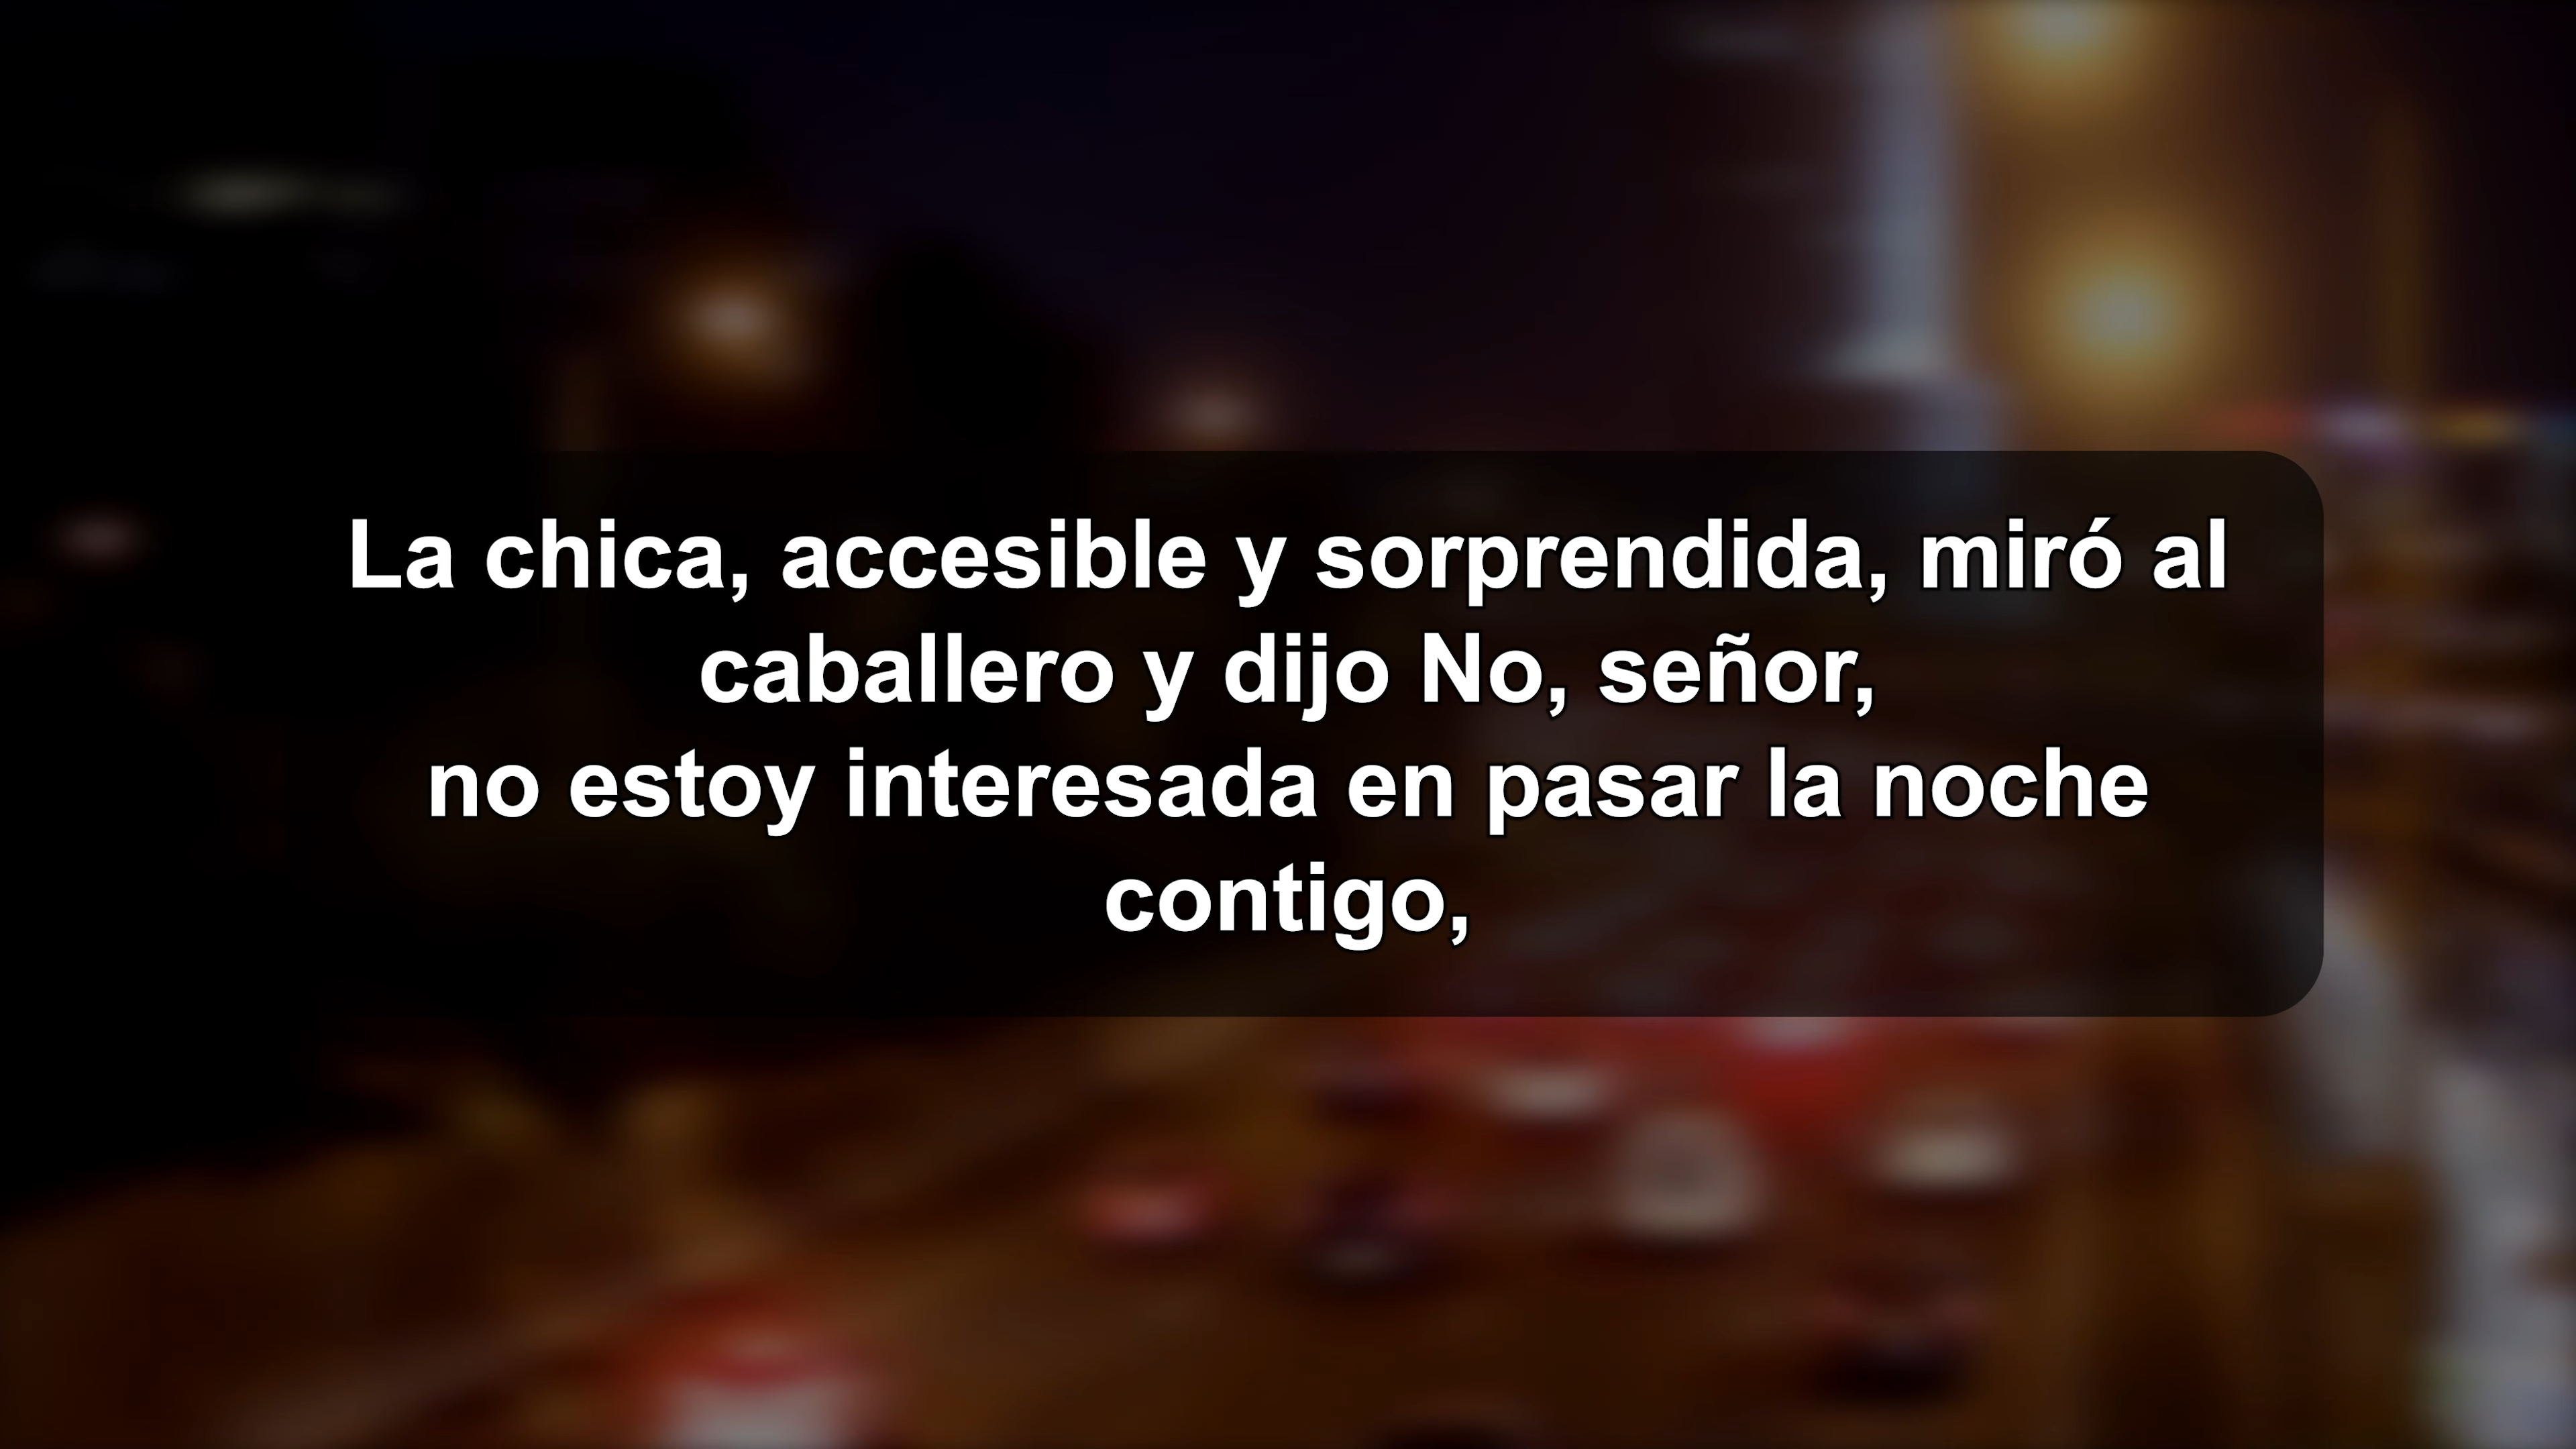 La chica, accesible y sorprendida, miró al
caballero y dijo No, señor,
no estoy interesada en pasar la noche
contigo,